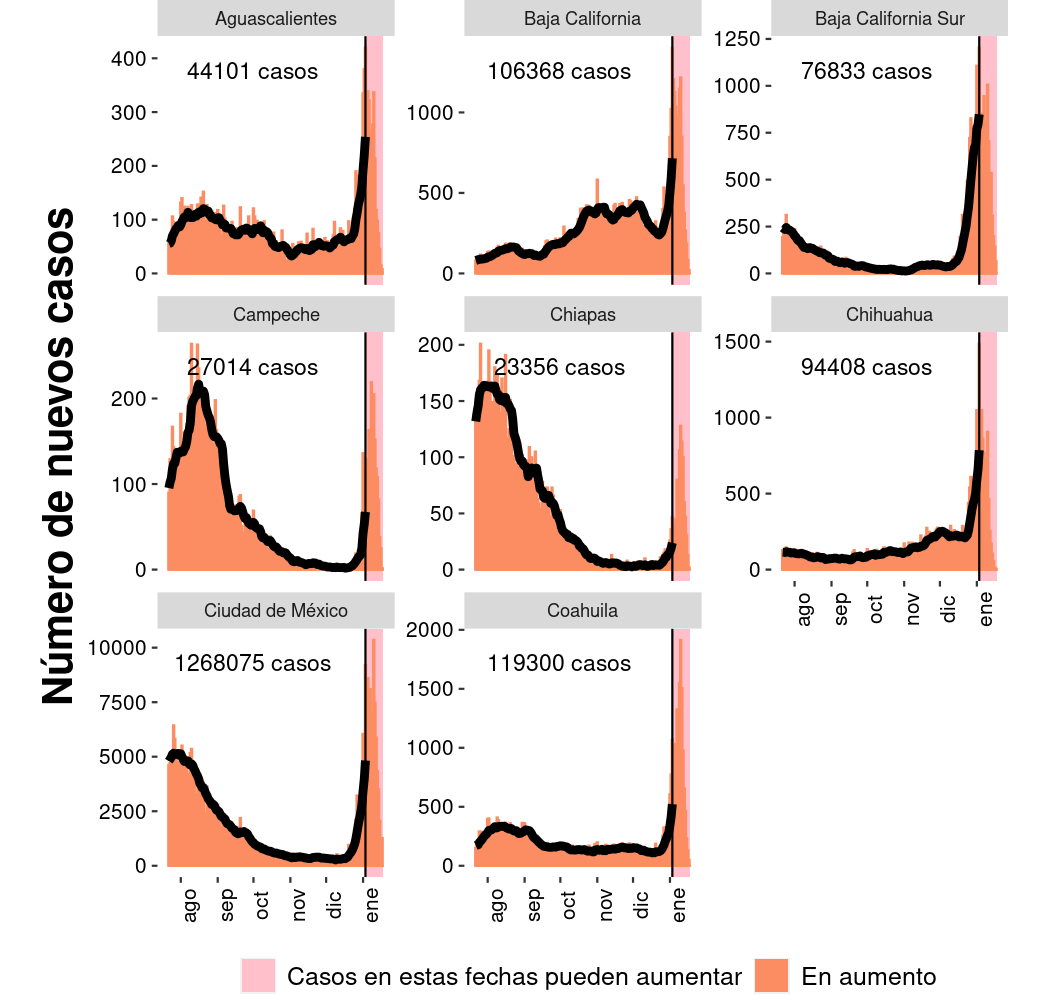 Número de nuevos casos
Aguascalientes
44101 casos
400
300
200
100
0
Baja California
106368 casos
1000
500
0
Baja California Sur
76833 casos
1250
1000
750
500
250
0
Campeche
27014 casos
200
100
0
Chiapas
23356 casos
200
150
100
50
0
Chihuahua
94408 casos
1500
1000
500
0
ago
sep
oct
nov
dic
ene
Ciudad de México
1268075 casos
10000
7500
5000
2500
0
ago
sep
oct
nov
dic
ene
Coahuila
119300 casos
2000
1500
1000
500
0
ago
sep
oct
nov
dic
ene
Casos en estas fechas pueden aumentar
En aumento